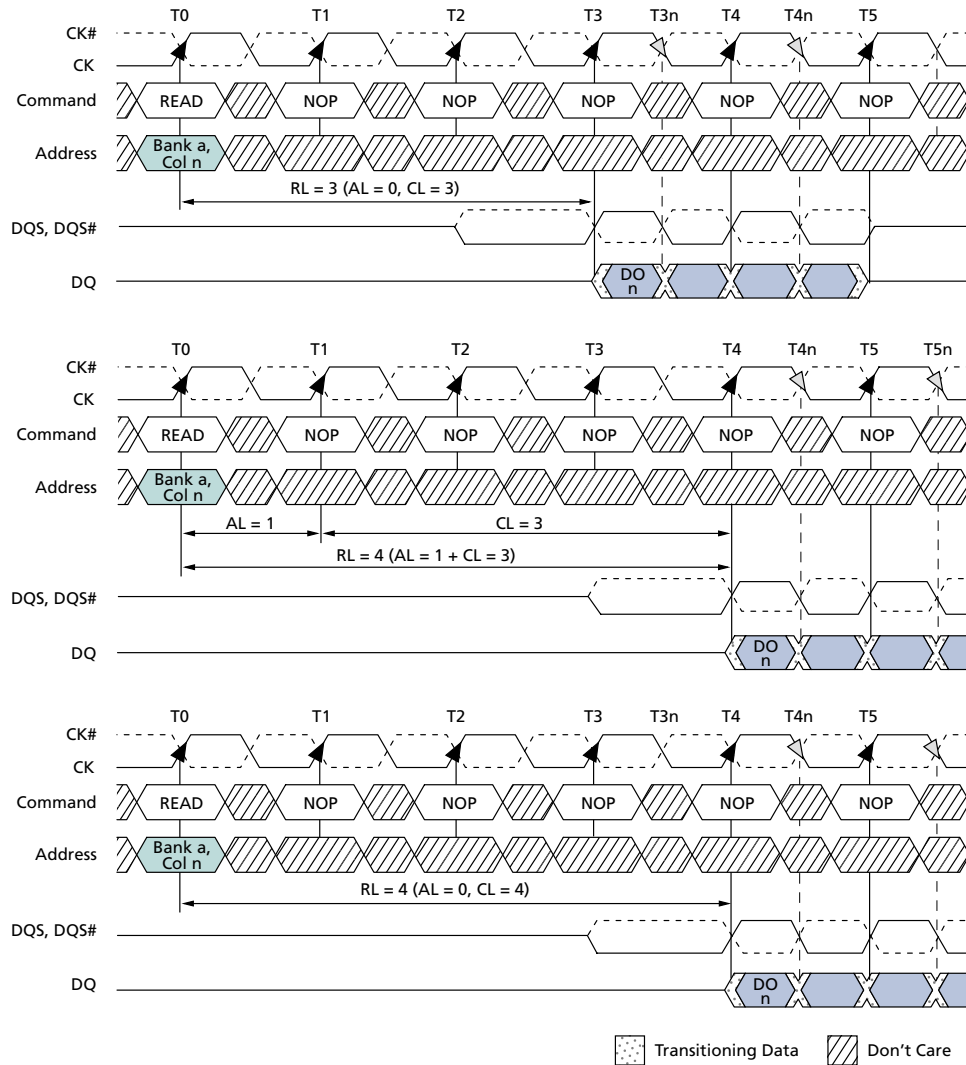 T0 T1 T2 T3 T3n T4 T4n T5
CK#
CK
Command READ NOP NOP NOP NOP NOP
Address Bank a,
Col n
RL = 3 (AL = 0, CL = 3)
DQS, DQS#
DQ DO
n
T0 T1 T2 T3 T4 T4n T5 T5n
CK#
CK
Command READ NOP NOP NOP NOP NOP
Address Bank a,
Col n
AL = 1 CL = 3
RL = 4 (AL = 1 + CL = 3)
DQS, DQS#
DQ DO
n
T0 T1 T2 T3 T3n T4 T4n T5
CK#
CK
Command READ NOP NOP NOP NOP NOP
Address Bank a,
Col n
RL = 4 (AL = 0, CL = 4)
DQS, DQS#
DQ DO
n
Transitioning Data Don't Care